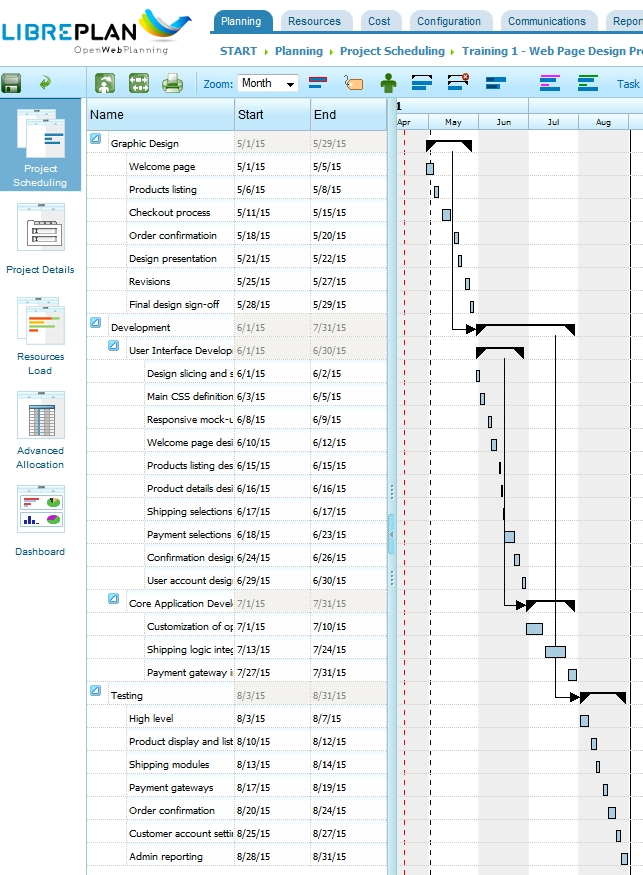 LIBREPLAN
OpenWebPlanning
Planning Resources Cost Configuration Communications Repor
START Planning Project Scheduling Training 1 - Web Page Design Pr
Zoom: Month Task
Project Scheduling
Project Details
Resources Load
Advanced Allocation
Dashboard
Name Start End 1
Apr May Jun Jul Aug
Graphic Design 5/1/15 5/29/15
Welcome page 5/1/15 5/5/15
Products listing 5/6/15 5/8/15
Checkout process 5/11/15 5/15/15
Order confirmatioin 5/18/15 5/20/15
Design presentation 5/21/15 5/22/15
Revisions 5/25/15 5/27/15
Final design sign-off 5/28/15 5/29/15
Development 6/1/15 7/31/15
User Interface Develop 6/1/15 6/30/15
Design slicing and s 6/1/15 6/2/15
Main CSS definition 6/3/15 6/5/15
Responsive mock-u 6/8/15 6/9/15
Welcome page desi 6/10/15 6/12/15
Products listing des 6/15/15 6/15/15
Product details desi 6/16/15 6/16/15
Shipping selections 6/17/15 6/17/15
Payment selections 6/18/15 6/23/15
Confirmation desig 6/24/15 6/26/15
User account desig 6/29/15 6/30/15
Core Application Devel 7/1/15 7/31/15
Customization of op 7/1/15 7/10/15
Shipping logic integ 7/13/15 7/24/15
Payment gateway i 7/27/15 7/31/15
Testing 8/3/15 8/31/15
High level 8/3/15 8/7/15
Product display and list 8/10/15 8/12/15
Shipping modules 8/13/15 8/14/15
Payment gateways 8/17/15 8/19/15
Order confirmation 8/20/15 8/24/15
Customer account setti 8/25/15 8/27/15
Admin reporting 8/28/15 8/31/15